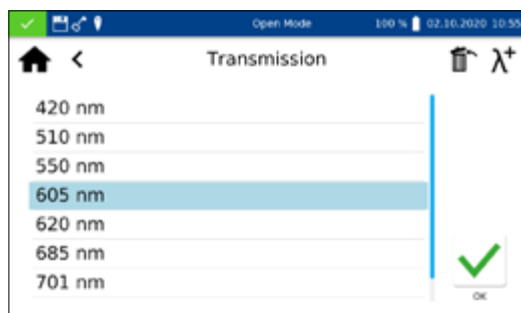 Open Mode 100 % 02.10.2020 10:55
Transmission λ+
420 nm
510 nm
550 nm
605 nm
620 nm
685 nm
701 nm
OK